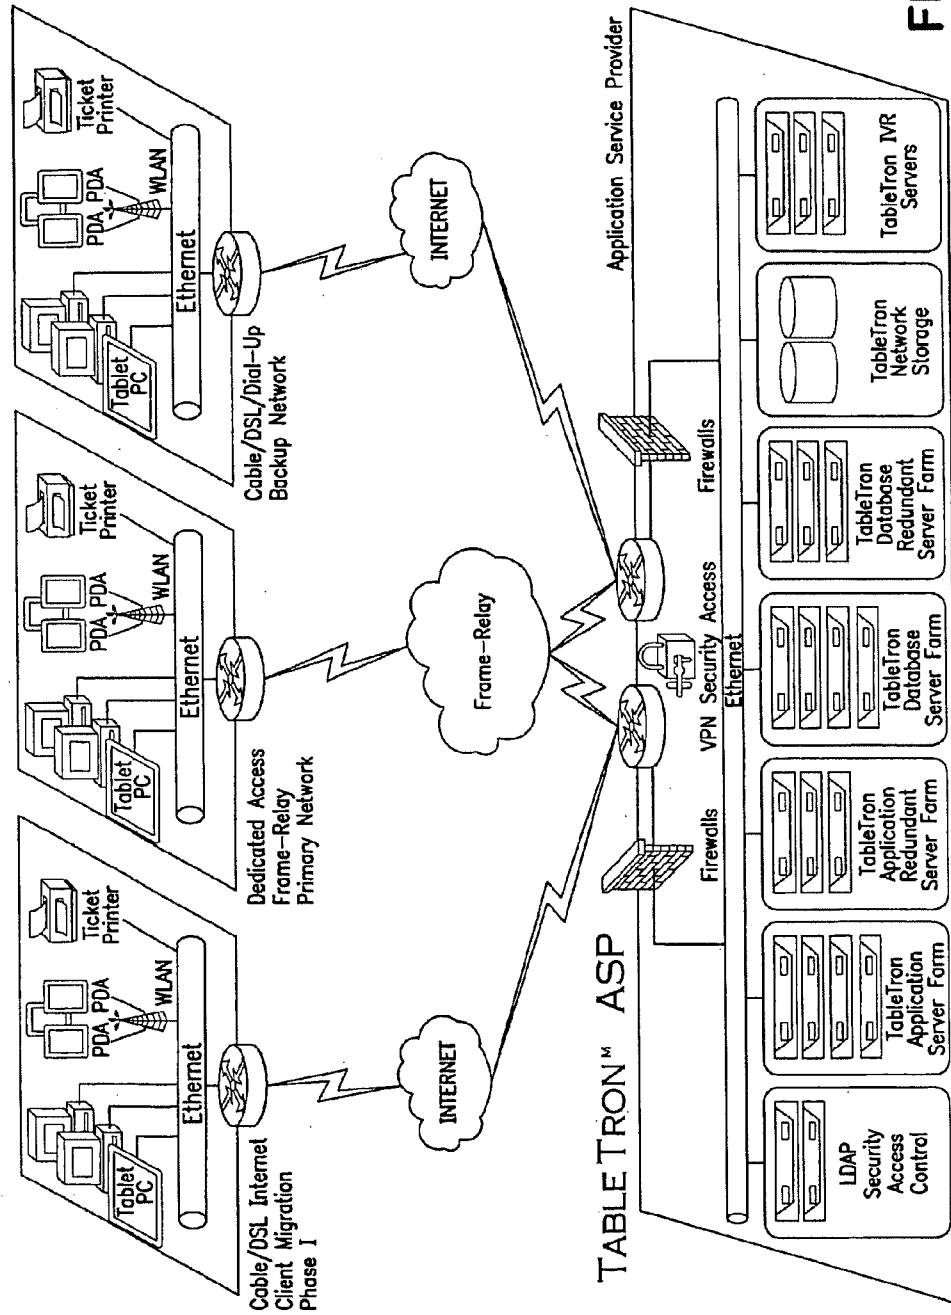 Ticket
Printer
PDA
PDA
WLAN
Tablet
PC
Ethernet
Cable/DSL Internet
Client Migration
Phase I
INTERNET
Ticket
Printer
PDA
PDA
WLAN
Tablet
PC
Ethernet
Dedicated Access
Frame-Relay
Primary Network
Frame-Relay
Ticket
Printer
PDA
PDA
WLAN
Tablet
PC
Ethernet
Cable/DSL/Dial-Up
Backup Network
INTERNET
TABLETRON™ ASP
Application Service Provider
Firewalls
VPN Security Access
Firewalls
Ethernet
LDAP
Security
Access
Control
TableTron
Application
Server Farm
TableTron
Application
Redundant
Server Farm
TableTron
Database
Server Farm
TableTron
Database
Redundant
Server Farm
TableTron
Network
Storage
TableTron IVR
Servers